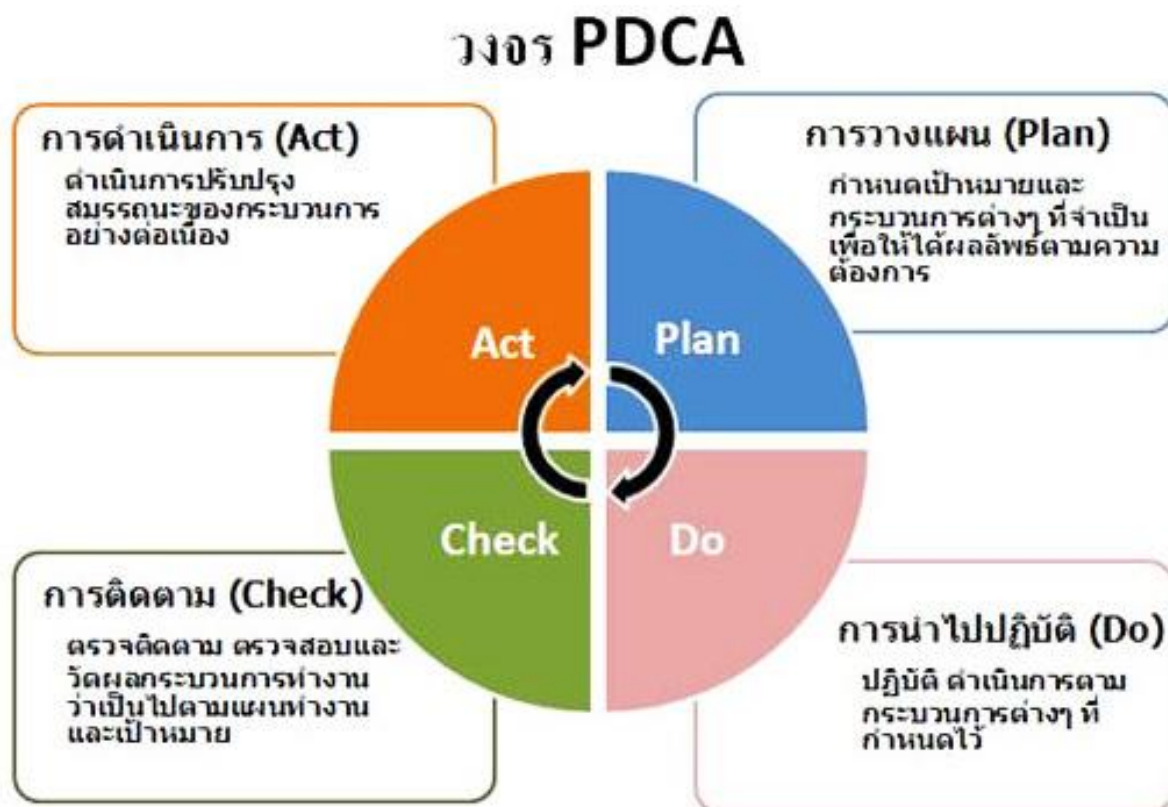 วงจร PDCA
การดำเนินการ (Act)
ดำเนินการปรับปรุง
สมรรถนะของกระบวนการ
อย่างต่อเนื่อง
การวางแผน (Plan)
กำหนดเป้าหมายและ
กระบวนการต่างๆ ที่จำเป็น
เพื่อให้ได้ผลลัพธ์ตามความ
ต้องการ
Act
Plan
Check
Do
การติดตาม (Check)
ตรวจติดตาม ตรวจสอบและ
วัดผลกระบวนการทำงาน
ว่าเป็นไปตามแผนทำงาน
และเป้าหมาย
การนำไปปฏิบัติ (Do)
ปฏิบัติ ดำเนินการตาม
กระบวนการต่างๆ ที่
กำหนดไว้